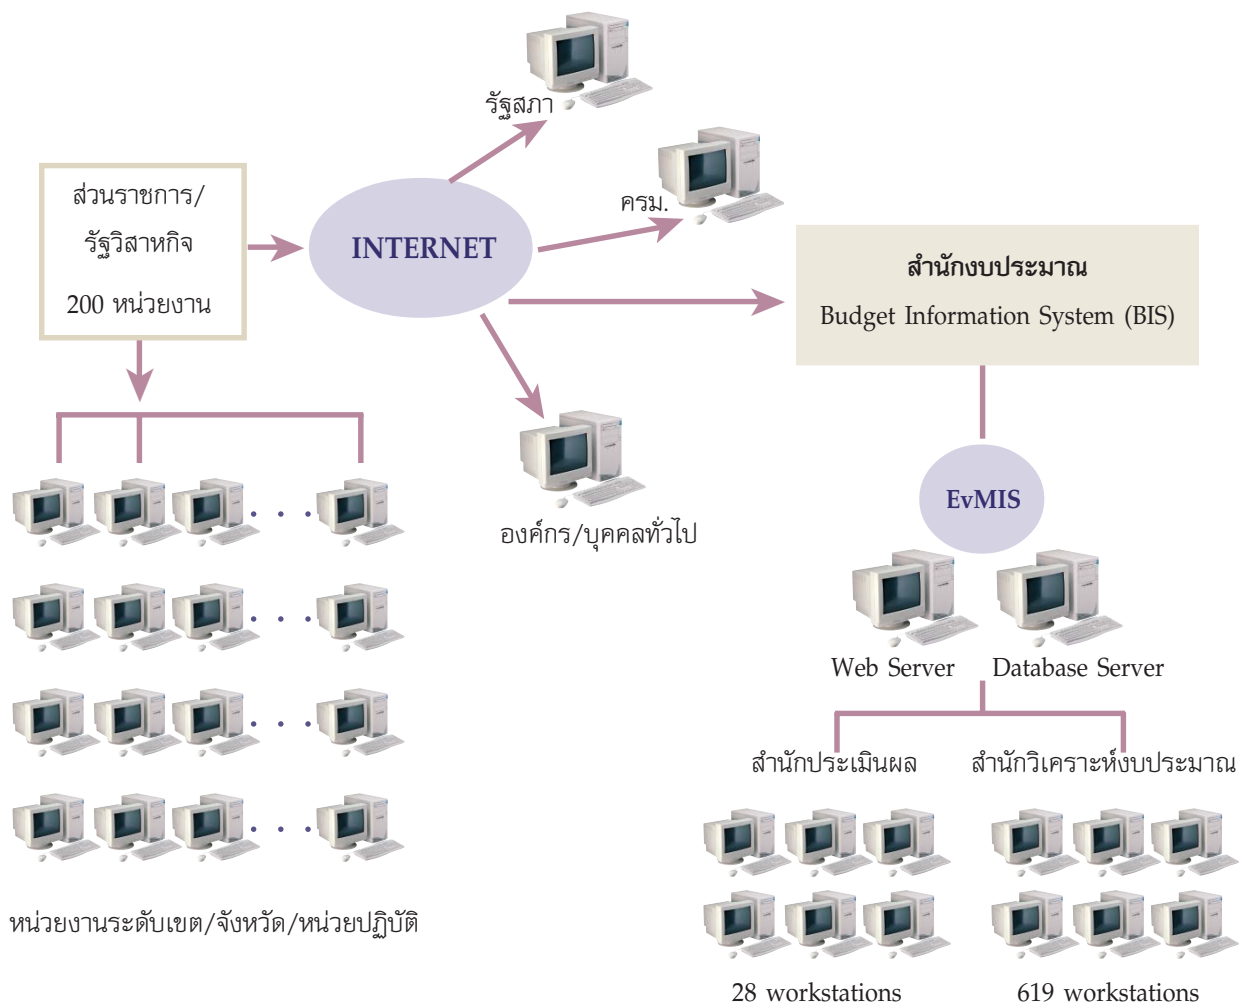 รัฐสภา
ส่วนราชการ/
รัฐวิสาหกิจ
200 หน่วยงาน
INTERNET
ครม.
สำนักงบประมาณ
Budget Information System (BIS)
องค์กร/บุคคลทั่วไป
EvMIS
Web Server
Database Server
สำนักประเมินผล
สำนักวิเคราะห์งบประมาณ
หน่วยงานระดับเขต/จังหวัด/หน่วยปฏิบัติ
28 workstations
619 workstations